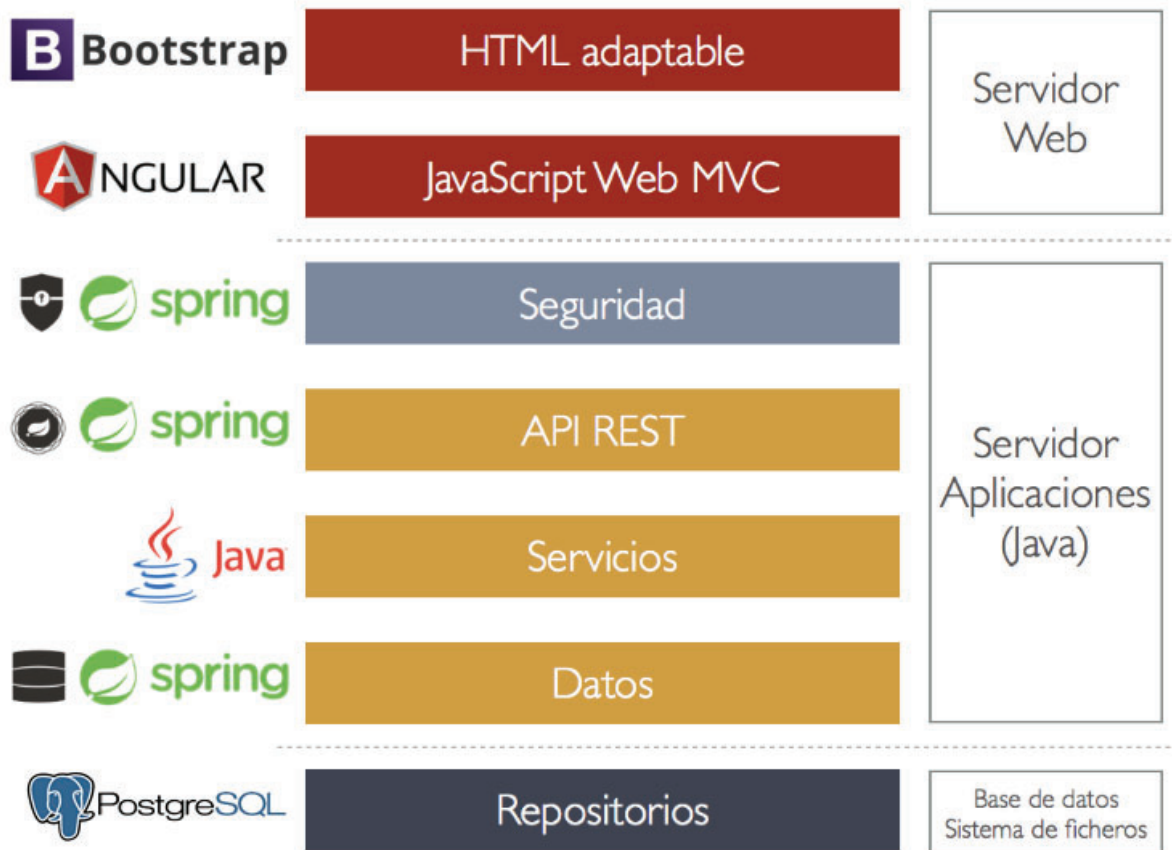 B Bootstrap
HTML adaptable
Servidor
Web
ANGULAR
JavaScript Web MVC
spring
Seguridad
spring
API REST
Servidor
Aplicaciones
(Java)
Java
Servicios
spring
Datos
PostgreSQL
Repositorios
Base de datos
Sistema de ficheros